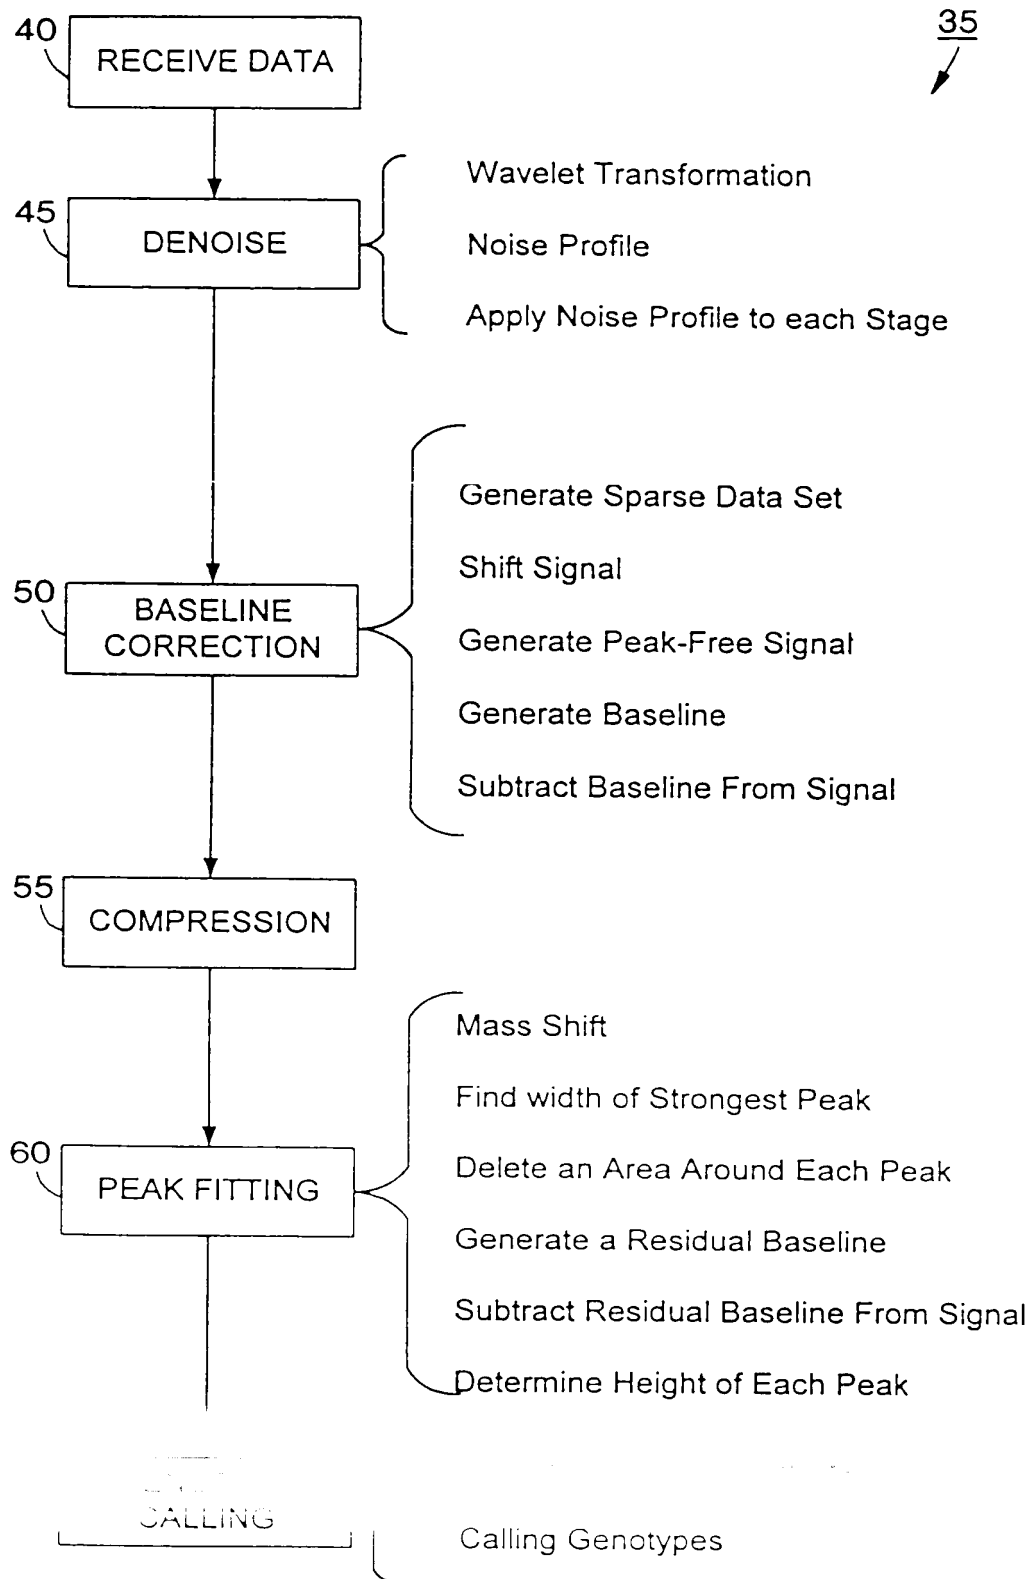 35
40
RECEIVE DATA
45
DENOISE
Wavelet Transformation
Noise Profile
Apply Noise Profile to each Stage
50
BASELINE
CORRECTION
Generate Sparse Data Set
Shift Signal
Generate Peak-Free Signal
Generate Baseline
Subtract Baseline From Signal
55
COMPRESSION
60
PEAK FITTING
Mass Shift
Find width of Strongest Peak
Delete an Area Around Each Peak
Generate a Residual Baseline
Subtract Residual Baseline From Signal
Determine Height of Each Peak
CALLING
Calling Genotypes